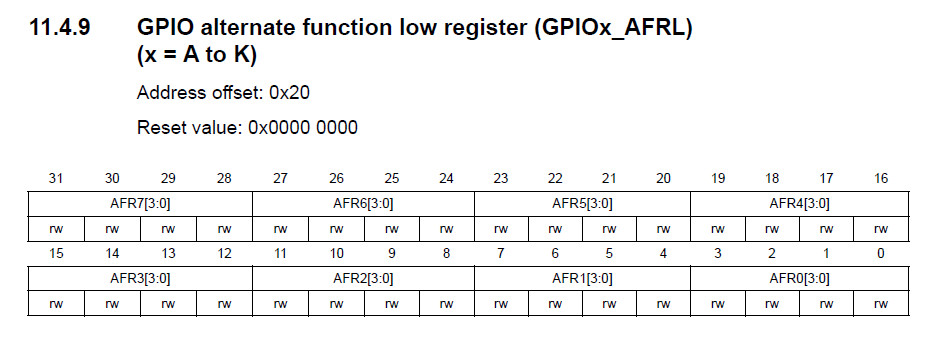 11.4.9 GPIO alternate function low register (GPIOx_AFRL)
(x = A to K)
Address offset: 0x20
Reset value: 0x0000 0000
31 30 29 28 27 26 25 24 23 22 21 20 19 18 17 16
AFR7[3:0] AFR6[3:0] AFR5[3:0] AFR4[3:0]
rw rw rw rw rw rw rw rw rw rw rw rw rw rw rw rw
15 14 13 12 11 10 9 8 7 6 5 4 3 2 1 0
AFR3[3:0] AFR2[3:0] AFR1[3:0] AFR0[3:0]
rw rw rw rw rw rw rw rw rw rw rw rw rw rw rw rw